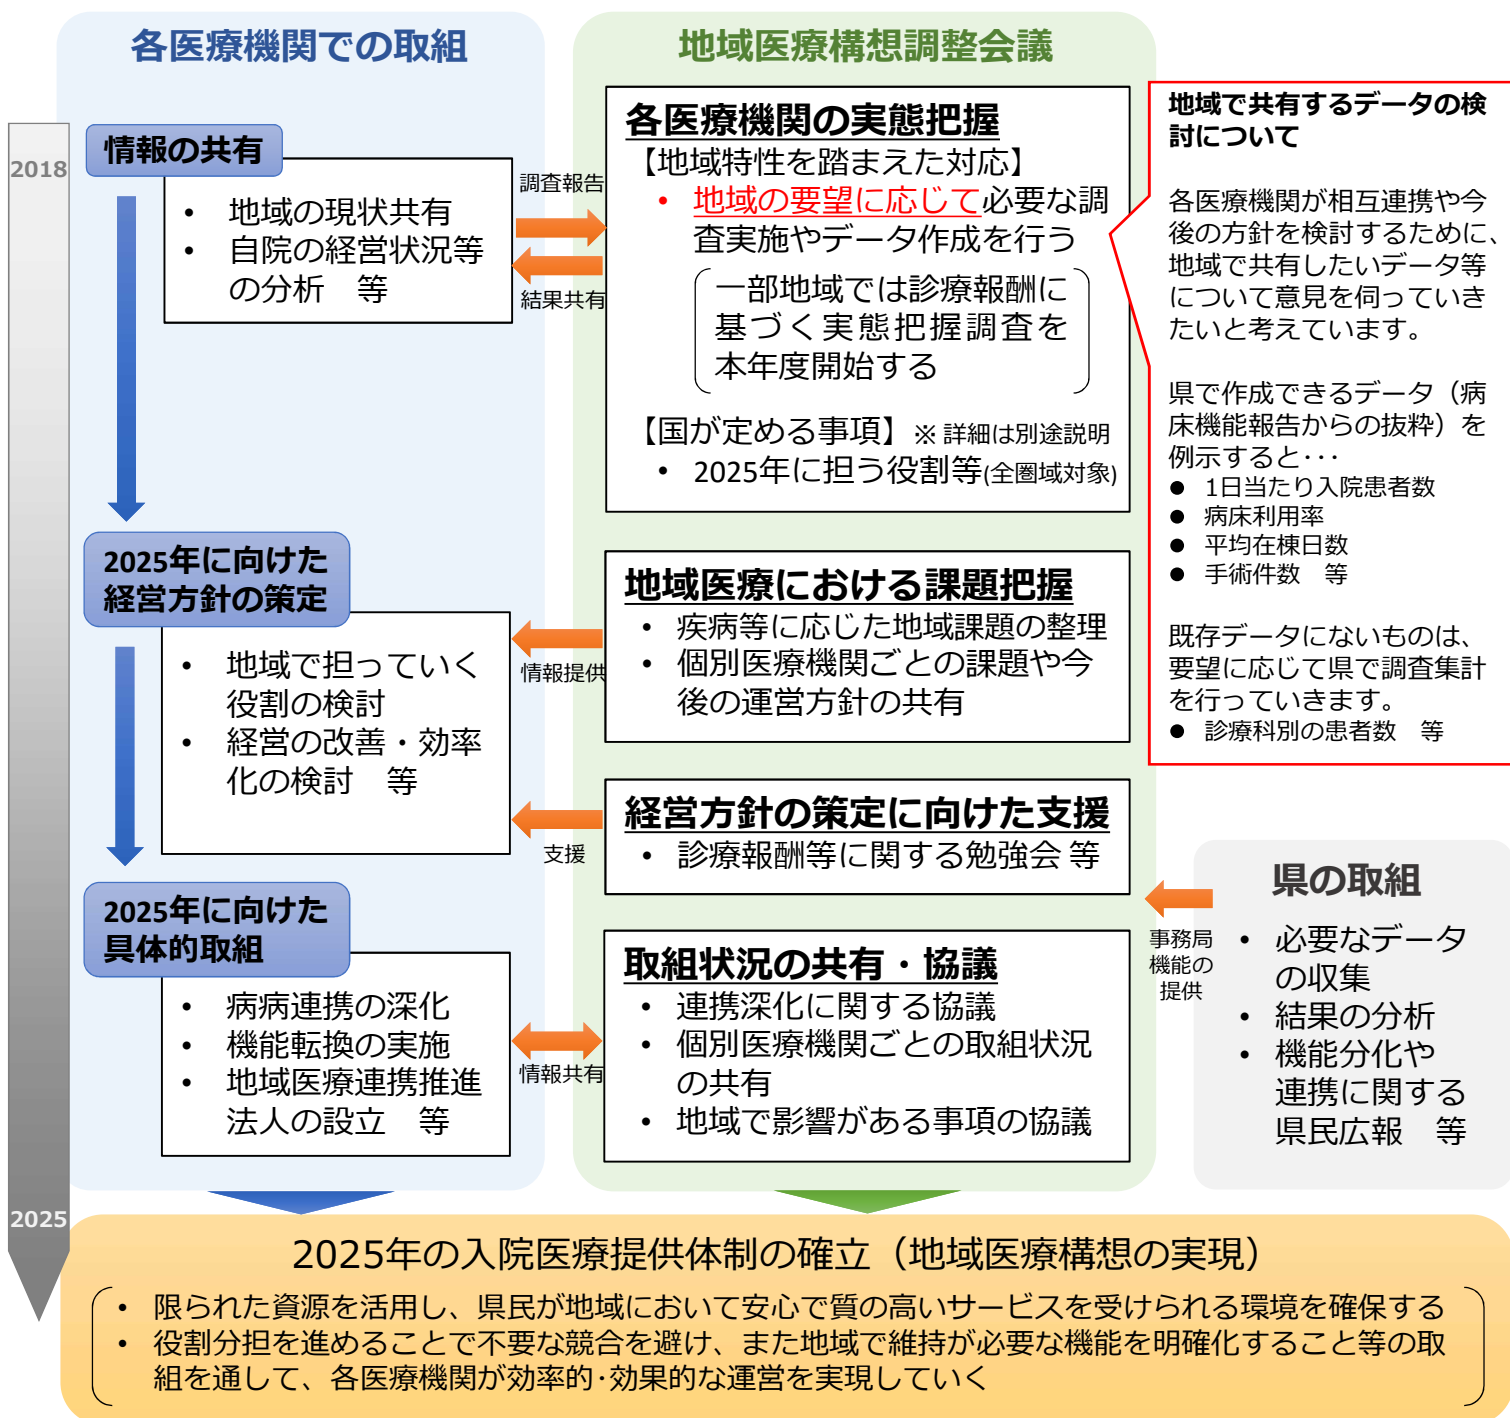 各医療機関での取組
2018
情報の共有
• 地域の現状共有
• 自院の経営状況等
の分析 等
調査報告
結果共有
2025年に向けた
経営方針の策定
• 地域で担っていく
役割の検討
• 経営の改善・効率
化の検討 等
情報提供
支援
2025年に向けた
具体的取組
• 病病連携の深化
• 機能転換の実施
• 地域医療連携推進
法人の設立 等
情報共有
地域医療構想調整会議
各医療機関の実態把握
【地域特性を踏まえた対応】
• 地域の要望に応じて必要な調
査実施やデータ作成を行う
一部地域では診療報酬に
基づく実態把握調査を
本年度開始する
【国が定める事項】※ 詳細は別途説明
• 2025年に担う役割等(全圏域対象)
地域医療における課題把握
• 疾病等に応じた地域課題の整理
• 個別医療機関ごとの課題や今
後の運営方針の共有
経営方針の策定に向けた支援
• 診療報酬等に関する勉強会 等
取組状況の共有・協議
• 連携深化に関する協議
• 個別医療機関ごとの取組状況
の共有
• 地域で影響がある事項の協議
地域で共有するデータの検
討について
各医療機関が相互連携や今
後の方針を検討するために、
地域で共有したいデータ等
について意見を伺っていき
たいと考えています。
県で作成できるデータ（病
床機能報告からの抜粋）を
例示すると･･･
● 1日当たり入院患者数
● 病床利用率
● 平均在棟日数
● 手術件数 等
既存データにないものは、
要望に応じて県で調査集計
を行っていきます。
● 診療科別の患者数 等
事務局
機能の
提供
県の取組
• 必要なデータ
の収集
• 結果の分析
• 機能分化や
連携に関する
県民広報 等
2025
2025年の入院医療提供体制の確立（地域医療構想の実現）
• 限られた資源を活用し、県民が地域において安心で質の高いサービスを受けられる環境を確保する
• 役割分担を進めることで不要な競合を避け、また地域で維持が必要な機能を明確化すること等の取
組を通して、各医療機関が効率的･効果的な運営を実現していく